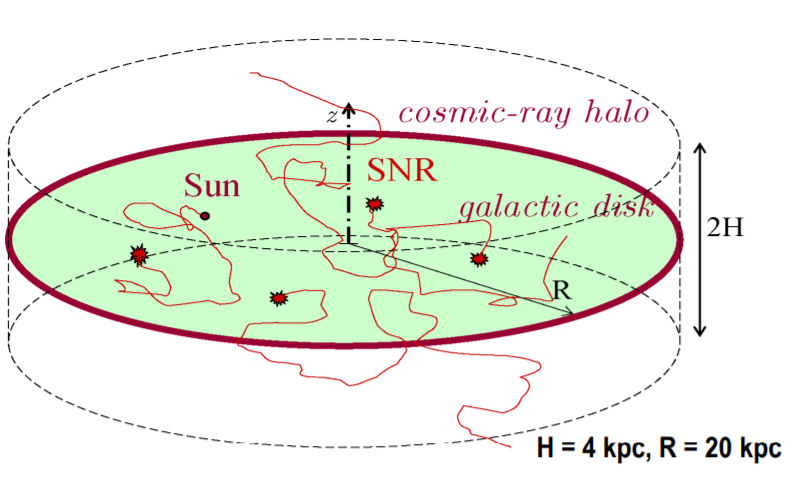 z
cosmic-ray halo
SNR
Sun
galactic disk
2H
R
H = 4 kpc, R = 20 kpc